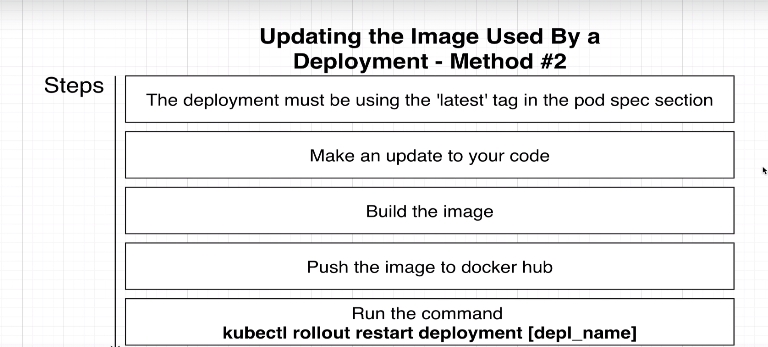 Updating the Image Used By a
Deployment - Method #2
Steps
The deployment must be using the 'latest' tag in the pod spec section
Make an update to your code
Build the image
Push the image to docker hub
Run the command
kubectl rollout restart deployment [depl_name]